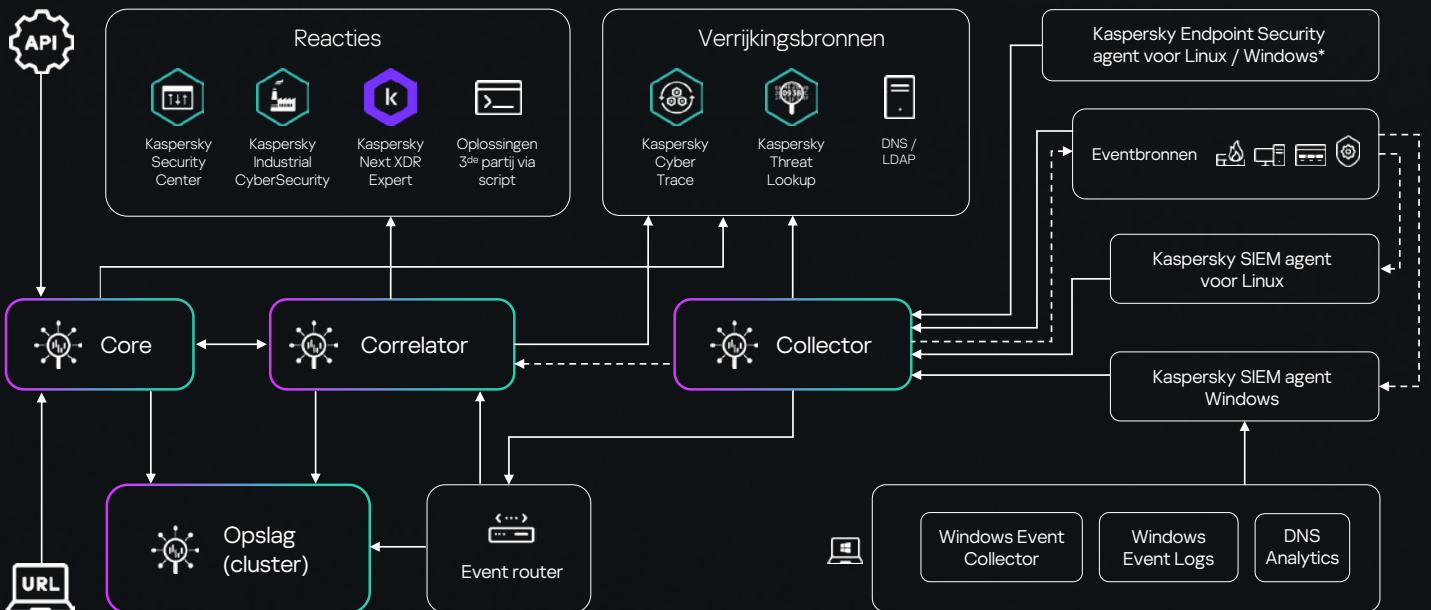 API
Reacties
Kaspersky
Security
Center
Kaspersky
Industrial
CyberSecurity
k
Kaspersky
Next XDR
Expert
Oplossingen
3de partij via
script
Verrijkingsbronnen
Kaspersky
Cyber
Trace
Kaspersky
Threat
Lookup
DNS /
LDAP
Kaspersky Endpoint Security
agent voor Linux / Windows*
Eventbronnen
Kaspersky SIEM agent
voor Linux
Core
Correlator
Collector
Kaspersky SIEM agent
Windows
Opslag
(cluster)
Event router
Windows Event
Collector
Windows
Event Logs
DNS
Analytics
URL